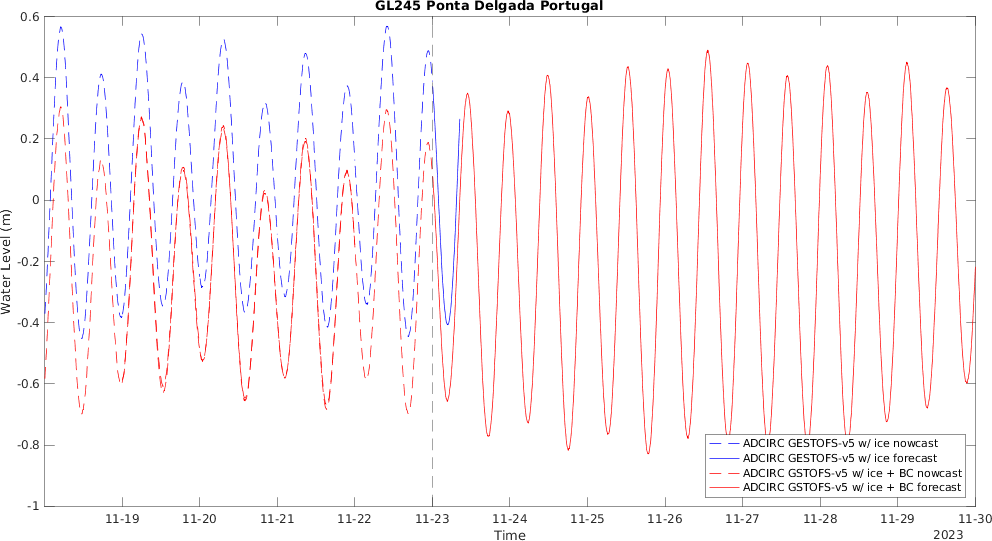 GL245 Ponta Delgada Portugal
0.6
0.4
0.2
0
-0.2
-0.4
-0.6
-0.8
-1
Water Level (m)
ADCIRC GESTOFS-v5 w/ ice nowcast
ADCIRC GESTOFS-v5 w/ ice forecast
ADCIRC GSTOFS-v5 w/ ice + BC nowcast
ADCIRC GSTOFS-v5 w/ ice + BC forecast
11-19 11-20 11-21 11-22 11-23 11-24 11-25 11-26 11-27 11-28 11-29 11-30
Time
2023